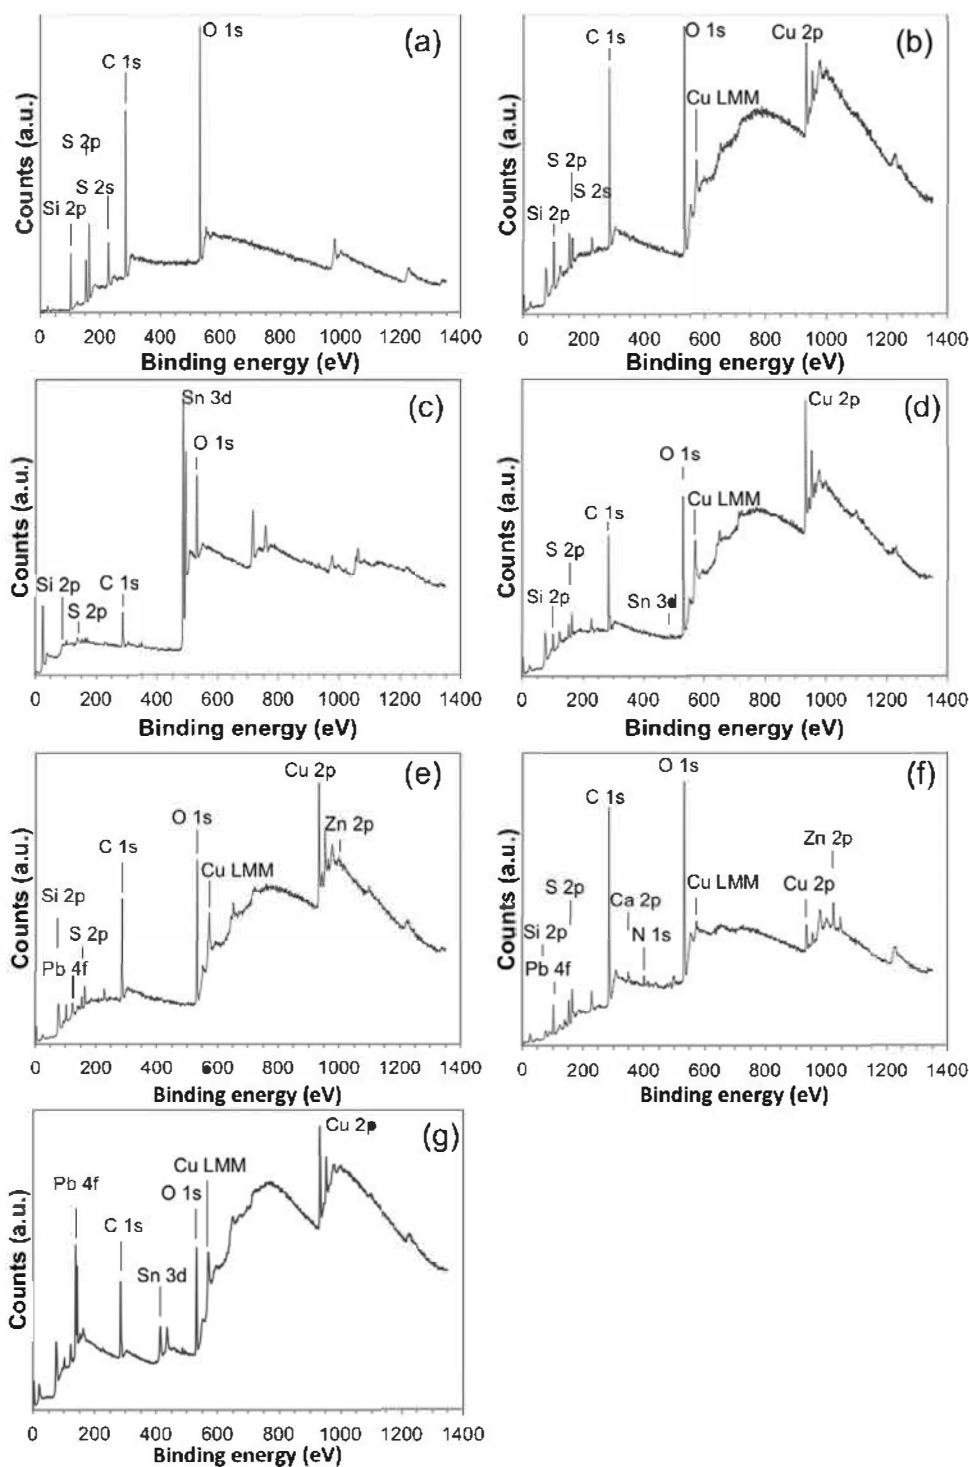 (a)
O 1s
C 1s
S 2p
S 2s
Si 2p
Counts (a.u.)
0 200 400 600 800 1000 1200 1400
Binding energy (eV)
(b)
C 1s
O 1s
Cu 2p
Cu LMM
S 2p
S 2s
Si 2p
Counts (a.u.)
0 200 400 600 800 1000 1200 1400
Binding energy (eV)
(c)
Sn 3d
O 1s
Si 2p
S 2p
C 1s
Counts (a.u.)
0 200 400 600 800 1000 1200 1400
Binding energy (eV)
(d)
Cu 2p
O 1s
Cu LMM
C 1s
S 2p
Si 2p
Sn 3d
Counts (a.u.)
0 200 400 600 800 1000 1200 1400
Binding energy (eV)
(e)
Cu 2p
Zn 2p
O 1s
C 1s
Cu LMM
Si 2p
S 2p
Pb 4f
Counts (a.u.)
0 200 400 600 800 1000 1200 1400
Binding energy (eV)
(f)
O 1s
C 1s
Zn 2p
S 2p
Ca 2p
Cu LMM
Cu 2p
Si 2p
N 1s
Pb 4f
Counts (a.u.)
0 200 400 600 800 1000 1200 1400
Binding energy (eV)
(g)
Cu 2p
Cu LMM
Pb 4f
O 1s
C 1s
Sn 3d
Counts (a.u.)
0 200 400 600 800 1000 1200 1400
Binding energy (eV)